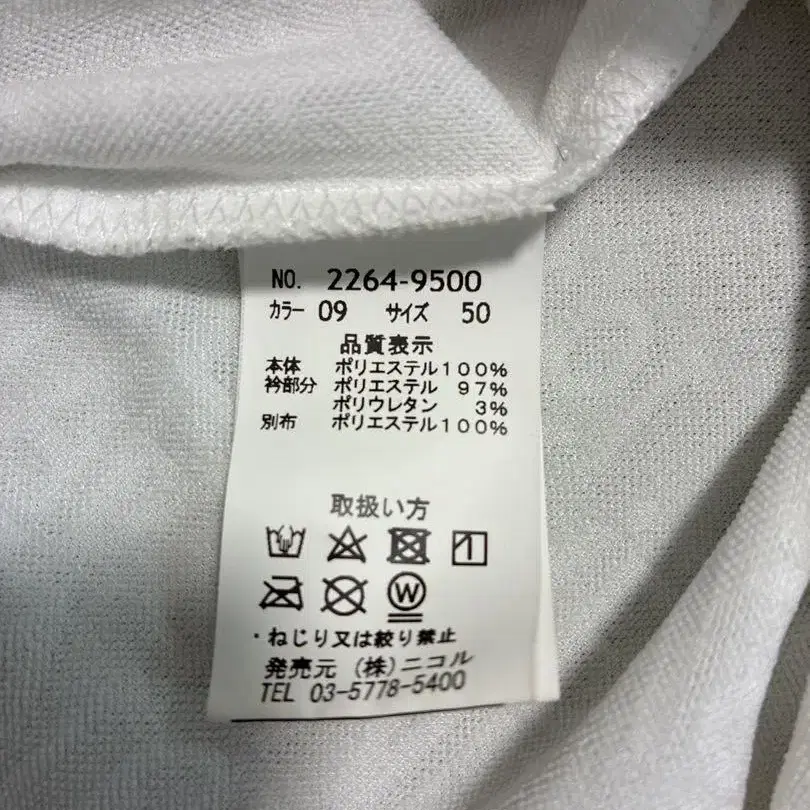 NO. 2264-9500
カラー 09 サイズ 50
品質表示
本体 ポリエステル100%
衿部分 ポリエステル 97%
ポリウレタン 3%
別布 ポリエステル100%
取扱い方
W
・ねじり又は絞り禁止
発売元 (株)ニコル
TEL 03-5778-5400